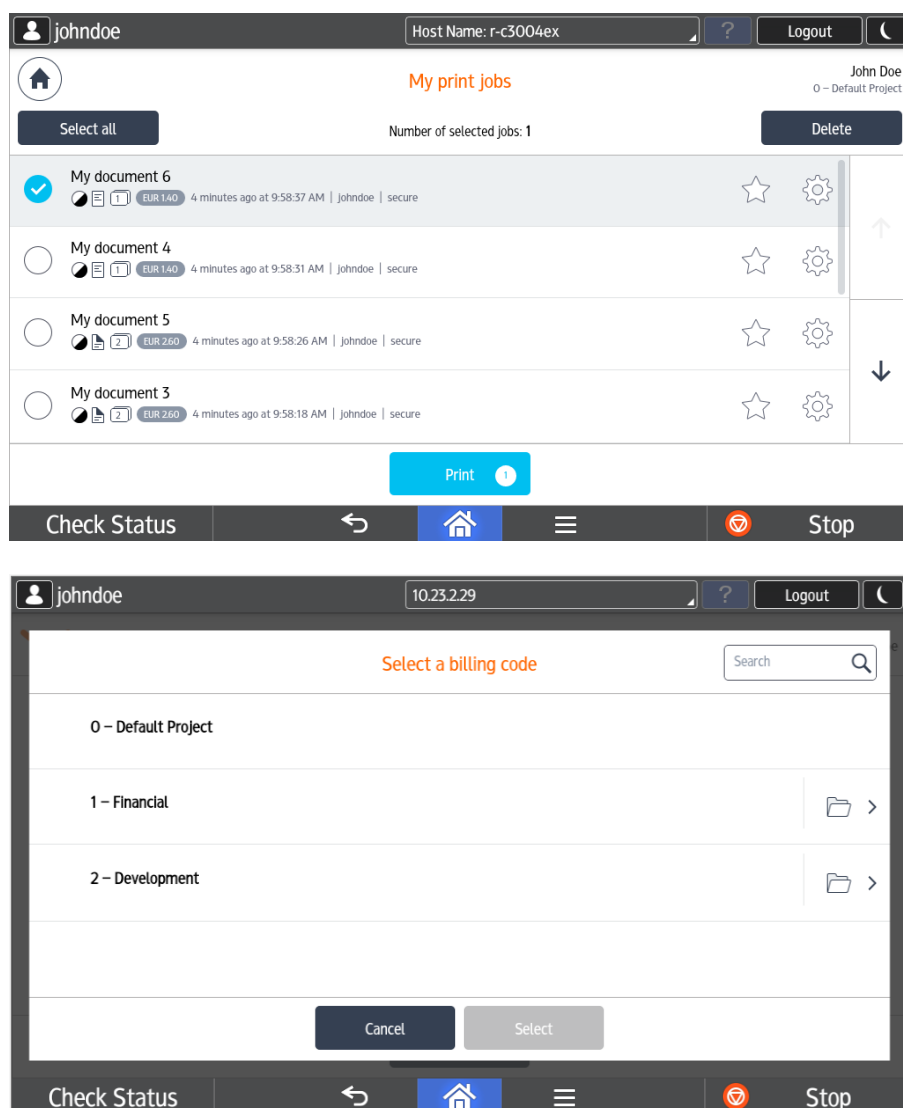 johndoe
Host Name: r-c3004ex
?
Logout
My print jobs
John Doe
0 – Default Project
Select all
Number of selected jobs: 1
Delete
My document 6
1 EUR 1.40 4 minutes ago at 9:58:37 AM | johndoe | secure
My document 4
1 EUR 1.40 4 minutes ago at 9:58:31 AM | johndoe | secure
My document 5
2 EUR 2.60 4 minutes ago at 9:58:26 AM | johndoe | secure
My document 3
2 EUR 2.60 4 minutes ago at 9:58:18 AM | johndoe | secure
Print 1
Check Status
Stop
johndoe
10.23.2.29
?
Logout
Select a billing code
Search
0 – Default Project
1 – Financial
2 – Development
Cancel
Select
Check Status
Stop